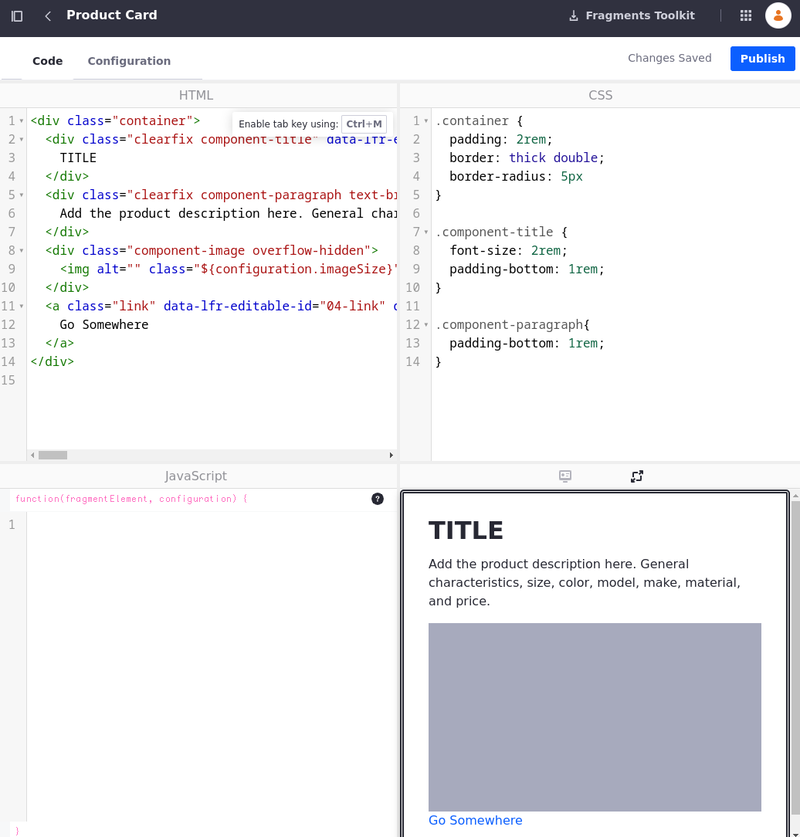 Product Card
Fragments Toolkit
Code
Configuration
Changes Saved
Publish
HTML
Enable tab key using: Ctrl+M
1 <div class="container">
2 <div class="clearfix component-title" data-lfr-e
3 TITLE
4 </div>
5 <div class="clearfix component-paragraph text-br
6 Add the product description here. General char
7 </div>
8 <div class="component-image overflow-hidden">
9 <img alt="" class="${configuration.imageSize}"
10 </div>
11 <a class="link" data-lfr-editable-id="04-link" d
12 Go Somewhere
13 </a>
14 </div>
15
CSS
1 .container {
2 padding: 2rem;
3 border: thick double;
4 border-radius: 5px
5 }
6
7 .component-title {
8 font-size: 2rem;
9 padding-bottom: 1rem;
10 }
11
12 .component-paragraph{
13 padding-bottom: 1rem;
14 }
JavaScript
function(fragmentElement, configuration) {
?
1
}
TITLE
Add the product description here. General
characteristics, size, color, model, make, material,
and price.
Go Somewhere